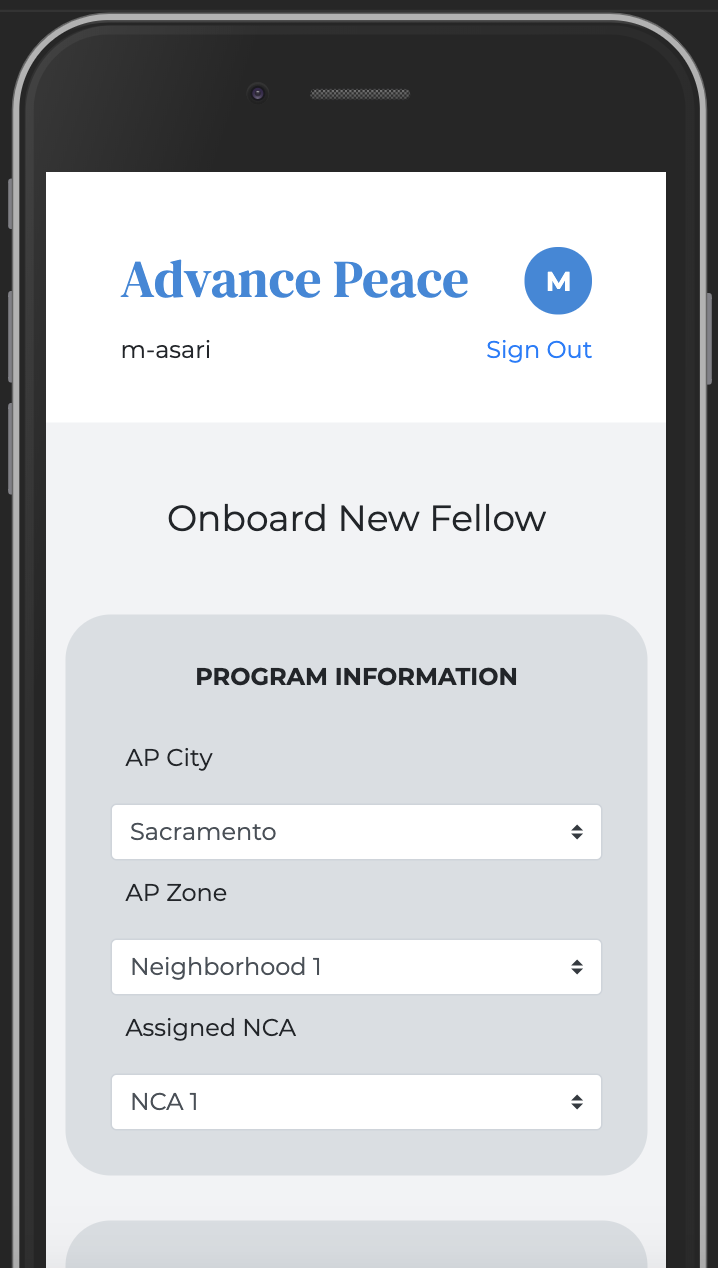 Advance Peace
M
m-asari
Sign Out
Onboard New Fellow
PROGRAM INFORMATION
AP City
Sacramento
AP Zone
Neighborhood 1
Assigned NCA
NCA 1